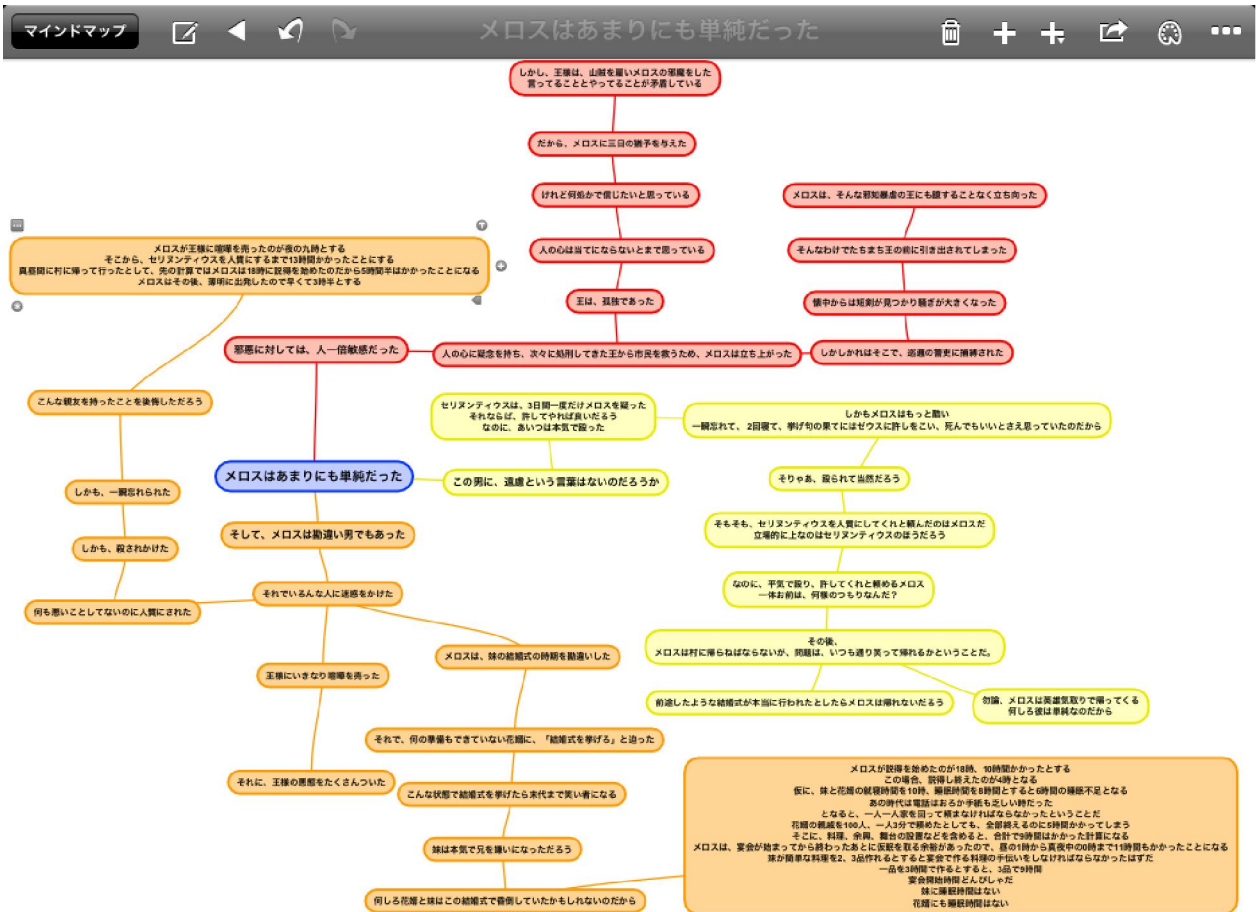 マインドマップ
メロスはあまりにも単純だった
しかし、王様は、山賊を雇いメロスの邪魔をした
言ってることとやってることが矛盾している
だから、メロスに三日の猶予を与えた
けれど何処かで信じたいと思っている
人の心は当てにならないとまで思っている
王は、孤独であった
メロスは、そんな邪知暴虐の王にも臆することなく立ち向った
そんなわけでたちまち王の前に引き出されてしまった
懐中からは短剣が見つかり騒ぎが大きくなった
邪悪に対しては、人一倍敏感だった
人の心に疑念を持ち、次々に処刑してきた王から市民を救うため、メロスは立ち上がった
しかしかれはそこで、巡邏の警吏に捕縛された
メロスが王様に喧嘩を売ったのが夜の九時とする
そこから、セリヌンティウスを人質にするまで13時間かかったことにする
真昼間に村に帰って行ったとして、先の計算ではメロスは18時に説得を始めたのだから5時間半はかかったことになる
メロスはその後、薄明に出発したので早くて3時半とする
こんな親友を持ったことを後悔しただろう
しかも、一瞬忘れられた
しかも、殺されかけた
何も悪いことしてないのに人質にされた
メロスはあまりにも単純だった
セリヌンティウスは、3日間一度だけメロスを疑った
それならば、許してやれば良いだろう
なのに、あいつは本気で殴った
この男に、遠慮という言葉はないのだろうか
しかもメロスはもっと酷い
一瞬忘れて、2回寝て、挙げ句の果てにはゼウスに許しをこい、死んでもいいとさえ思っていたのだから
そりゃあ、殴られて当然だろう
そもそも、セリヌンティウスを人質にしてくれと頼んだのはメロスだ
立場的に上なのはセリヌンティウスのほうだろう
なのに、平気で殴り、許してくれと頼めるメロス
一体お前は、何様のつもりなんだ？
その後、
メロスは村に帰らねばならないが、問題は、いつも通り笑って帰れるかということだ。
前途したような結婚式が本当に行われたとしたらメロスは帰れないだろう
勿論、メロスは英雄気取りで帰ってくる
何しろ彼は単純なのだから
そして、メロスは勘違い男でもあった
それでいろんな人に迷惑をかけた
王様にいきなり喧嘩を売った
それに、王様の悪態をたくさんついた
メロスは、妹の結婚式の時期を勘違いした
それで、何の準備もできていない花婿に、「結婚式を挙げろ」と迫った
こんな状態で結婚式を挙げたら末代まで笑い者になる
妹は本気で兄を嫌いになっただろう
何しろ花婿と妹はこの結婚式で昏倒していたかもしれないのだから
メロスが説得を始めたのが18時、10時間かかったとする
この場合、説得し終えたのが4時となる
仮に、妹と花婿の就寝時間を10時、睡眠時間を8時間とすると6時間の睡眠不足となる
あの時代は電話はおろか手紙も乏しい時だった
となると、一人一人家を回って頼まなければならなかったということだ
花婿の親戚を100人、一人3分で頼めたとしても、全部終えるのに5時間かかってしまう
そこに、料理、余興、舞台の設置などを含めると、合計で9時間はかかった計算になる
メロスは、宴会が始まってから終わったあとに仮眠を取る余裕があったので、昼の1時から真夜中の0時まで11時間もかかったことになる
妹が簡単な料理を2、3品作れるとすると宴会で作る料理の手伝いをしなければならなかったはずだ
一品を3時間で作るとすると、3品で9時間
宴会開始時間どんぴしゃだ
妹に睡眠時間はない
花婿にも睡眠時間はない